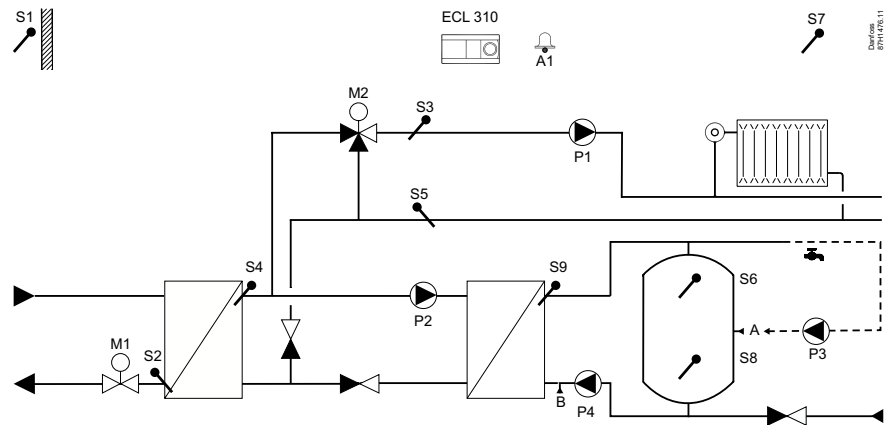 S1
ECL 310
A1
S7
Danfoss
87H1476.11
M2
S3
P1
S5
S4
S9
S6
P2
A
P3
M1
S2
S8
B
P4